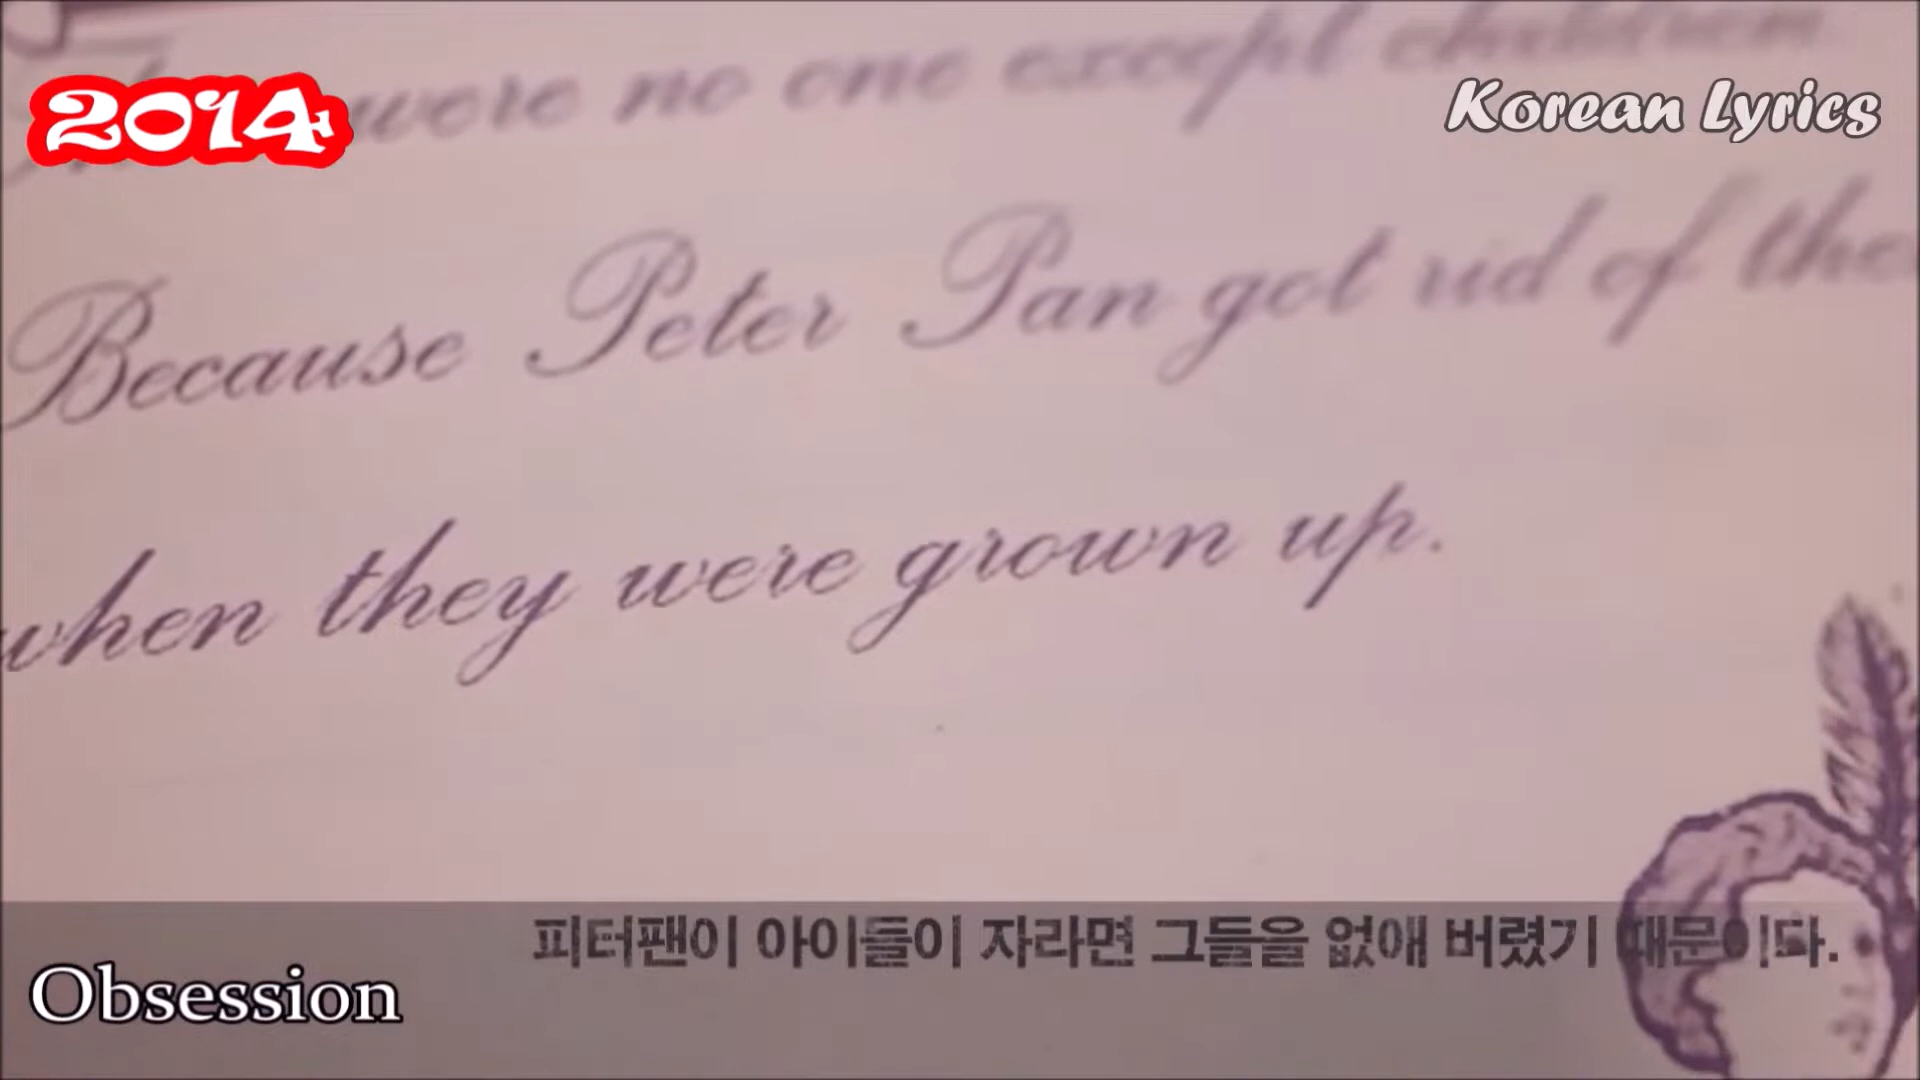 2014
Korean Lyrics
were no one except children.
Because Peter Pan got rid of
when they were grown up.
피터팬이 아이들이 자라면 그들을 없애 버렸기 때문이다.
Obsession